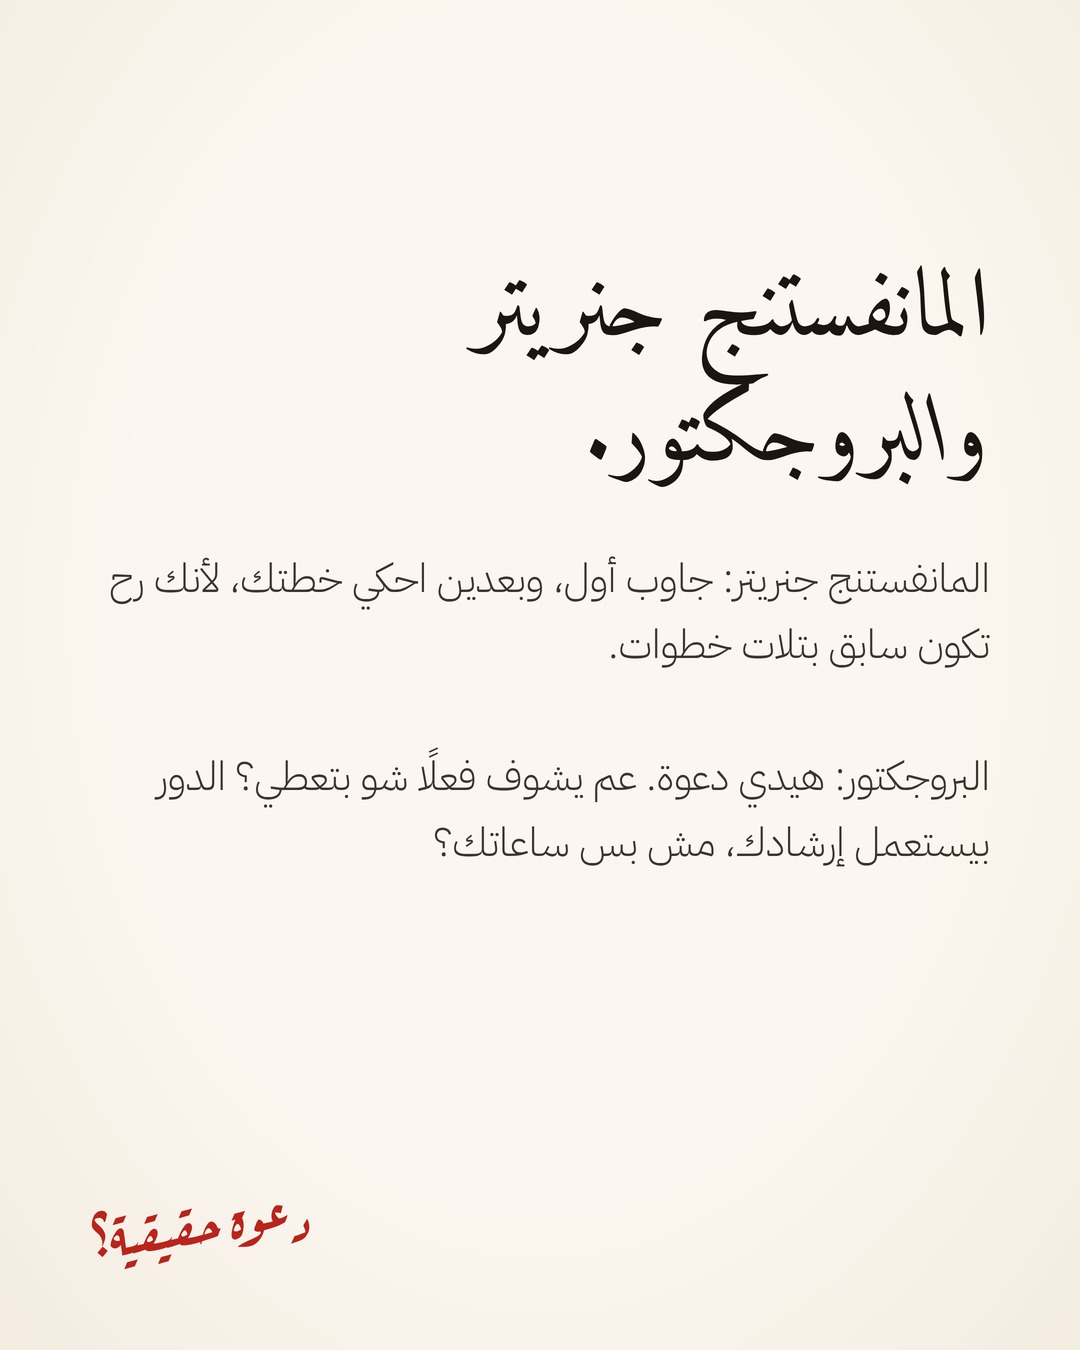 المانفستنج جنريتر
والبروجكتور.
المانفستنج جنريتر: جاوب أول، وبعدين احكي خطتك، لأنك رح
تكون سابق بتلات خطوات.
البروجكتور: هيدي دعوة. عم يشوف فعلًا شو بتعطي؟ الدور
بيستعمل إرشادك، مش بس ساعاتك؟
دعوة حقيقية؟